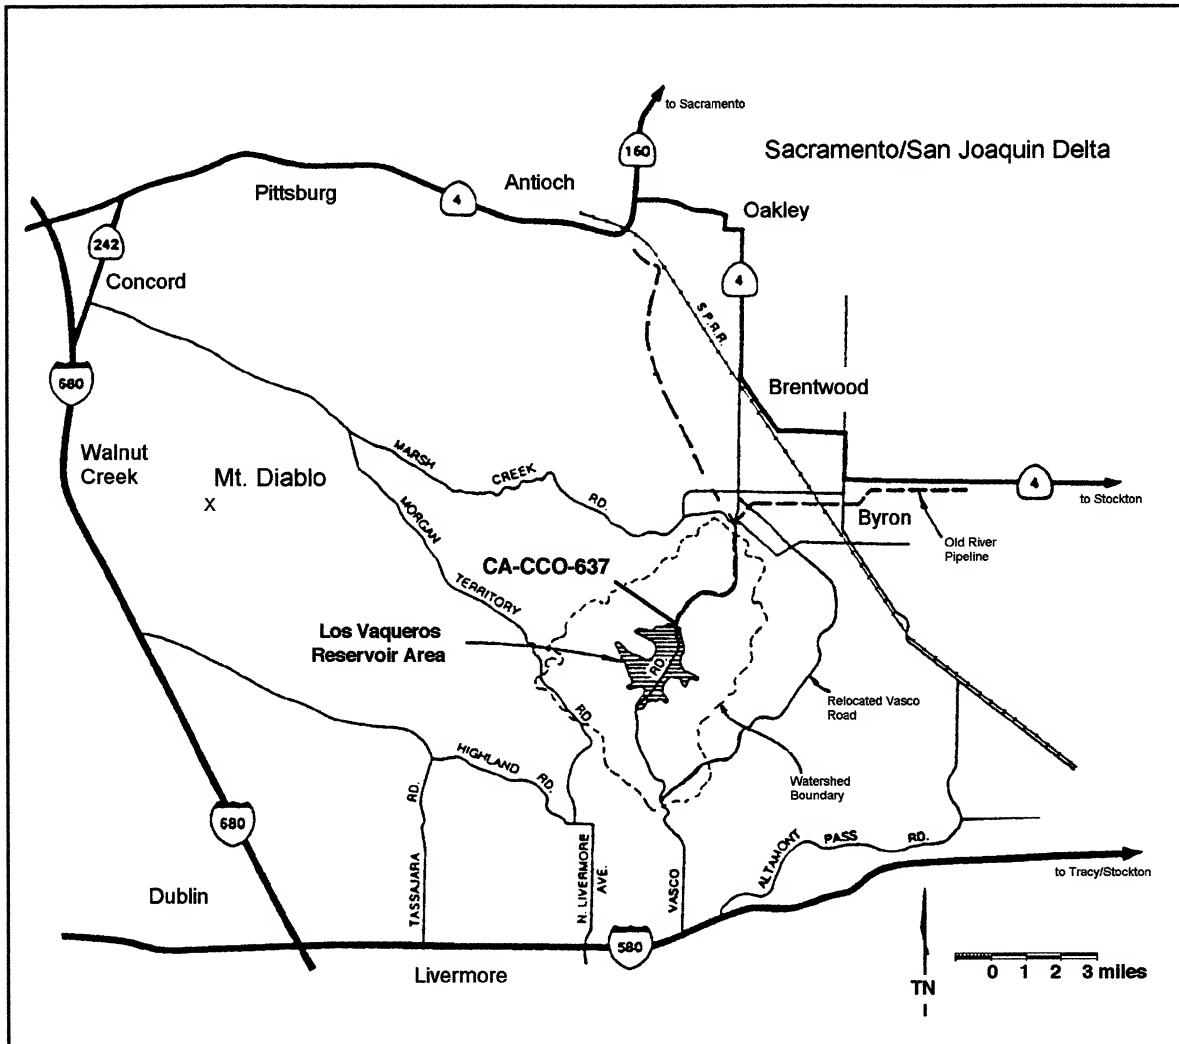 to Sacramento
160
Sacramento/San Joaquin Delta
Antioch
Pittsburg
4
Oakley
242
Concord
4
S.P.R.R.
680
Brentwood
Walnut
Creek
Mt. Diablo
X
MARSH
CREEK
RD.
4
to Stockton
Byron
Old River
Pipeline
MORGAN
TERRITORY
RD.
CA-CCO-637
Los Vaqueros
Reservoir Area
RD.
Relocated Vasco
Road
HIGHLAND
RD.
Watershed
Boundary
680
TASSAJARA
RD.
N. LIVERMORE
AVE.
VASCO
ALTAMONT
PASS
RD.
to Tracy/Stockton
Dublin
580
Livermore
TN
0 1 2 3 miles